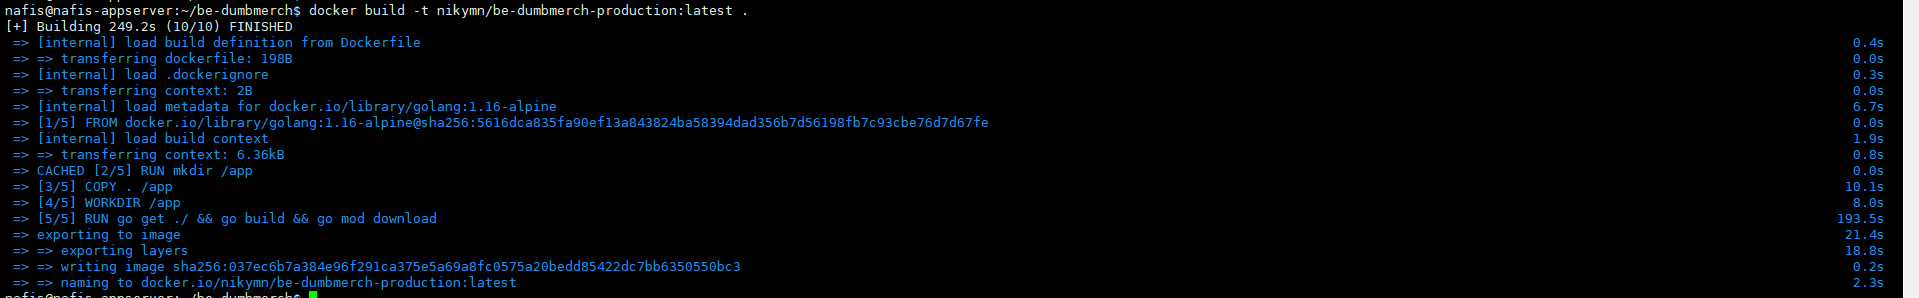 nafis@nafis-appserver:~/be-dumbmerch$ docker build -t nikymn/be-dumbmerch-production:latest .
[+] Building 249.2s (10/10) FINISHED
=> [internal] load build definition from Dockerfile 0.4s
=> => transferring dockerfile: 198B 0.0s
=> [internal] load .dockerignore 0.3s
=> => transferring context: 2B 0.0s
=> [internal] load metadata for docker.io/library/golang:1.16-alpine 6.7s
=> [1/5] FROM docker.io/library/golang:1.16-alpine@sha256:5616dca835fa90ef13a843824ba58394dad356b7d56198fb7c93cbe76d7d67fe 0.0s
=> [internal] load build context 1.9s
=> => transferring context: 6.36kB 0.8s
=> CACHED [2/5] RUN mkdir /app 0.0s
=> [3/5] COPY . /app 10.1s
=> [4/5] WORKDIR /app 8.0s
=> [5/5] RUN go get ./ && go build && go mod download 193.5s
=> exporting to image 21.4s
=> => exporting layers 18.8s
=> => writing image sha256:037ec6b7a384e96f291ca375e5a69a8fc0575a20bedd85422dc7bb6350550bc3 0.2s
=> => naming to docker.io/nikymn/be-dumbmerch-production:latest 2.3s
nafis@nafis-appserver:~/be-dumbmerch$